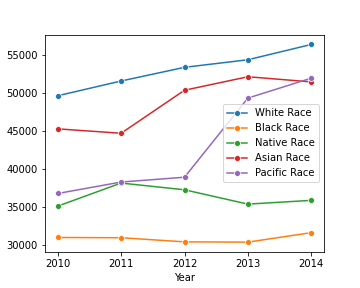 55000
50000
45000
40000
35000
30000
White Race
Black Race
Native Race
Asian Race
Pacific Race
2010 2011 2012 2013 2014
Year